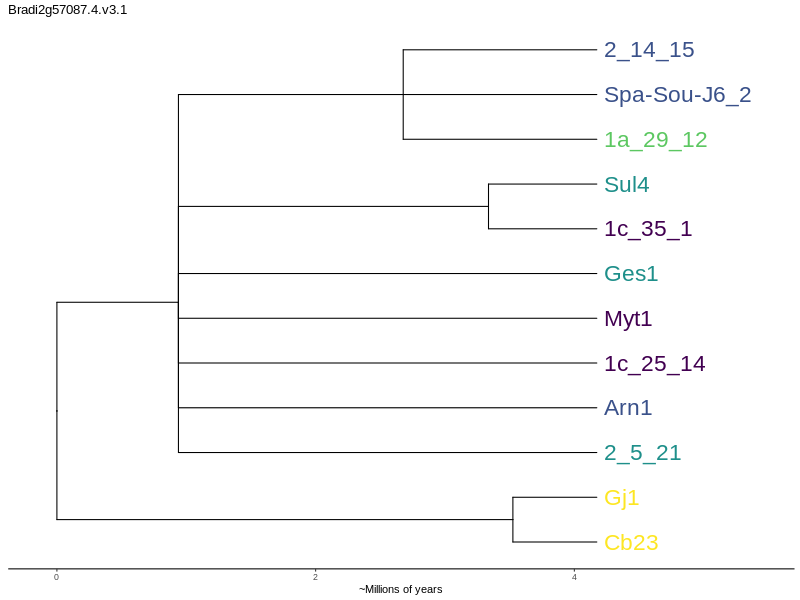 Bradi2g57087.4.v3.1
2_14_15
Spa-Sou-J6_2
1a_29_12
Sul4
1c_35_1
Ges1
Myt1
1c_25_14
Arn1
2_5_21
Gj1
Cb23
0 2 4
~Millions of years